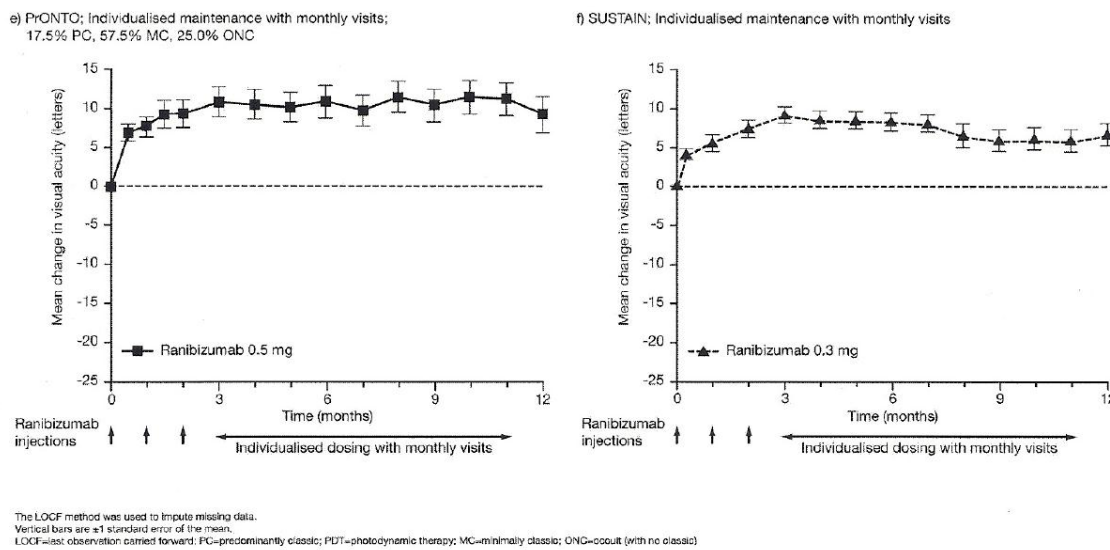 e) PrONTO; Individualised maintenance with monthly visits;
17.5% PC, 57.5% MC, 25.0% ONC
Mean change in visual acuity (letters)
15
10
5
0
-5
-10
-15
-20
-25
Ranibizumab 0.5 mg
0 3 6 9 12
Time (months)
Ranibizumab
injections
Individualised dosing with monthly visits
f) SUSTAIN; Individualised maintenance with monthly visits
Mean change in visual acuity (letters)
15
10
5
0
-5
-10
-15
-20
-25
Ranibizumab 0.3 mg
0 3 6 9 12
Time (months)
Ranibizumab
injections
Individualised dosing with monthly visits
The LOCF method was used to impute missing data.
Vertical bars are ±1 standard error of the mean.
LOCF=last observation carried forward; PC=predominantly classic; PDT=photodynamic therapy; MC=minimally classic; ONC=occult (with no classic)